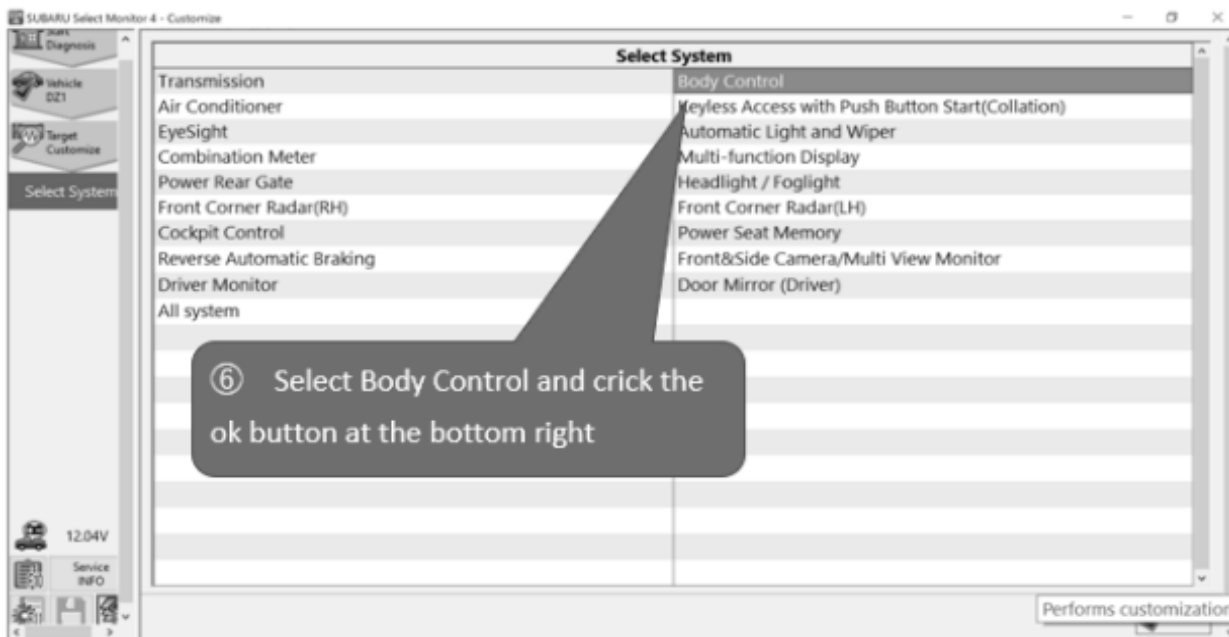 SUBARU Select Monitor 4 - Customize
Start
Diagnosis
Vehicle
DZ1
Target
Customize
Select System
12.04V
Service
INFO
Select System
Transmission
Body Control
Air Conditioner
Keyless Access with Push Button Start(Collation)
EyeSight
Automatic Light and Wiper
Combination Meter
Multi-function Display
Power Rear Gate
Headlight / Foglight
Front Corner Radar(RH)
Front Corner Radar(LH)
Cockpit Control
Power Seat Memory
Reverse Automatic Braking
Front&Side Camera/Multi View Monitor
Driver Monitor
Door Mirror (Driver)
All system
⑥ Select Body Control and crick the
ok button at the bottom right
Performs customization